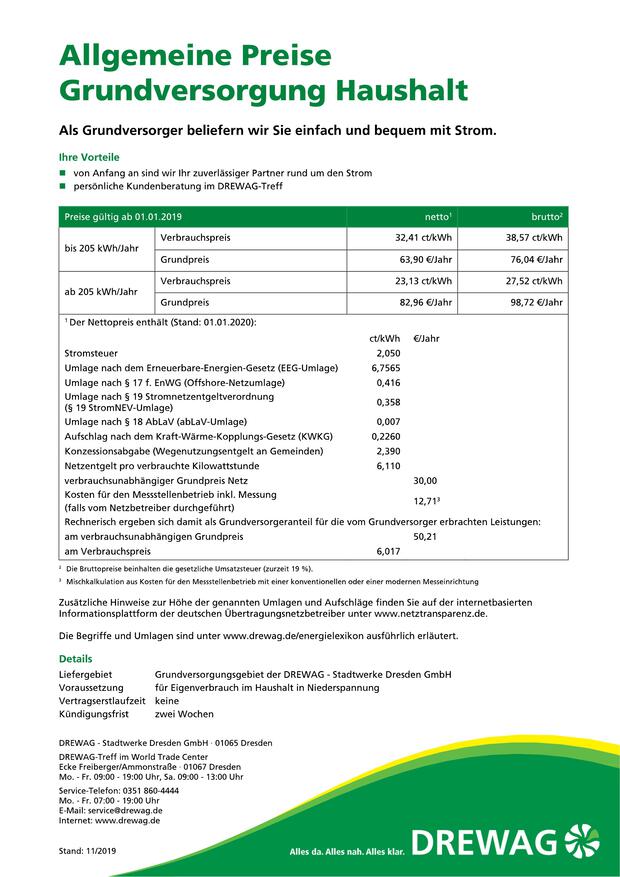 Allgemeine Preise
Grundversorgung Haushalt
Als Grundversorger beliefern wir Sie einfach und bequem mit Strom.
Ihre Vorteile
von Anfang an sind wir Ihr zuverlässiger Partner rund um den Strom
persönliche Kundenberatung im DREWAG-Treff
Preise gültig ab 01.01.2019 netto¹ brutto²
bis 205 kWh/Jahr Verbrauchspreis 32,41 ct/kWh 38,57 ct/kWh
Grundpreis 63,90 €/Jahr 76,04 €/Jahr
ab 205 kWh/Jahr Verbrauchspreis 23,13 ct/kWh 27,52 ct/kWh
Grundpreis 82,96 €/Jahr 98,72 €/Jahr
¹ Der Nettopreis enthält (Stand: 01.01.2020):
ct/kWh €/Jahr
Stromsteuer 2,050
Umlage nach dem Erneuerbare-Energien-Gesetz (EEG-Umlage) 6,7565
Umlage nach § 17 f. EnWG (Offshore-Netzumlage) 0,416
Umlage nach § 19 Stromnetzentgeltverordnung
(§ 19 StromNEV-Umlage) 0,358
Umlage nach § 18 AbLaV (abLaV-Umlage) 0,007
Aufschlag nach dem Kraft-Wärme-Kopplungs-Gesetz (KWKG) 0,2260
Konzessionsabgabe (Wegenutzungsentgelt an Gemeinden) 2,390
Netzentgelt pro verbrauchte Kilowattstunde 6,110
verbrauchsunabhängiger Grundpreis Netz 30,00
Kosten für den Messstellenbetrieb inkl. Messung
(falls vom Netzbetreiber durchgeführt) 12,71³
Rechnerisch ergeben sich damit als Grundversorgeranteil für die vom Grundversorger erbrachten Leistungen:
am verbrauchsunabhängigen Grundpreis 50,21
am Verbrauchspreis 6,017
² Die Bruttopreise beinhalten die gesetzliche Umsatzsteuer (zurzeit 19 %).
³ Mischkalkulation aus Kosten für den Messstellenbetrieb mit einer konventionellen oder einer modernen Messeinrichtung
Zusätzliche Hinweise zur Höhe der genannten Umlagen und Aufschläge finden Sie auf der internetbasierten
Informationsplattform der deutschen Übertragungsnetzbetreiber unter www.netztransparenz.de.
Die Begriffe und Umlagen sind unter www.drewag.de/energielexikon ausführlich erläutert.
Details
Liefergebiet Grundversorgungsgebiet der DREWAG - Stadtwerke Dresden GmbH
Voraussetzung für Eigenverbrauch im Haushalt in Niederspannung
Vertragserstlaufzeit keine
Kündigungsfrist zwei Wochen
DREWAG - Stadtwerke Dresden GmbH · 01065 Dresden
DREWAG-Treff im World Trade Center
Ecke Freiberger/Ammonstraße · 01067 Dresden
Mo. - Fr. 09:00 - 19:00 Uhr, Sa. 09:00 - 13:00 Uhr
Service-Telefon: 0351 860-4444
Mo. - Fr. 07:00 - 19:00 Uhr
E-Mail: service@drewag.de
Internet: www.drewag.de
Stand: 11/2019
Alles da. Alles nah. Alles klar. DREWAG